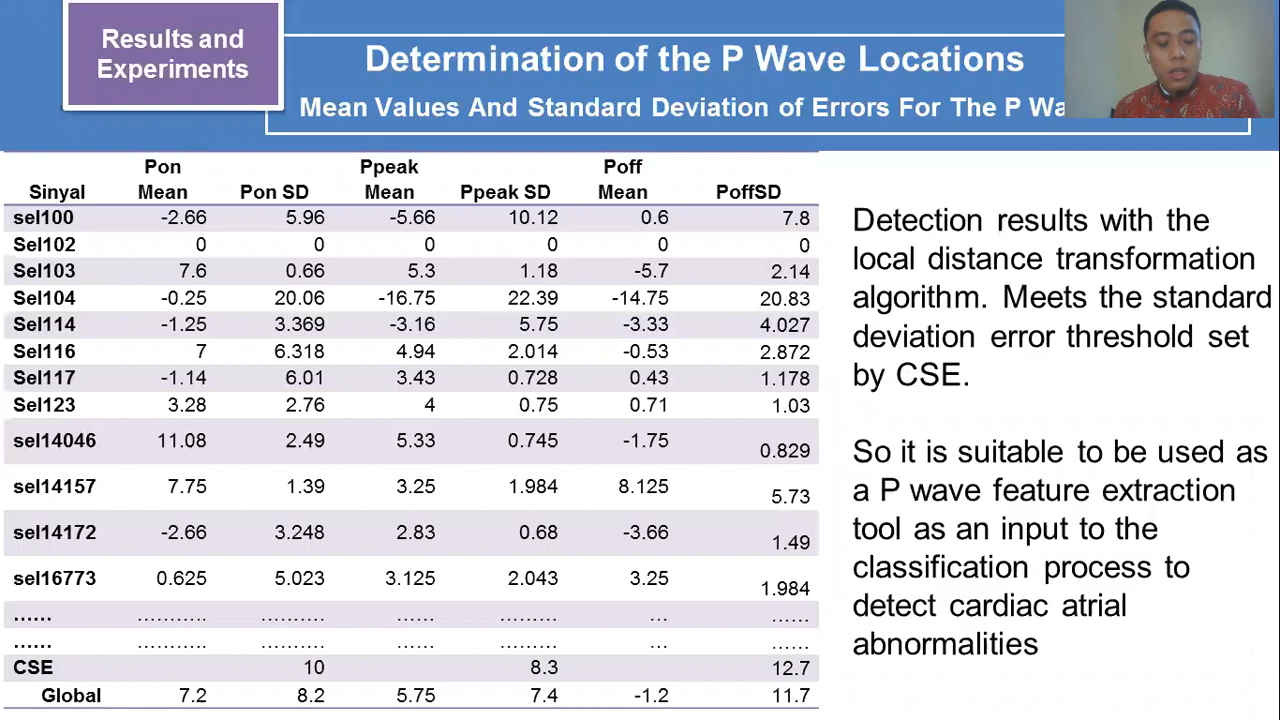 Results and
Experiments
Determination of the P Wave Locations
Mean Values And Standard Deviation of Errors For The P
Sinyal Pon Mean Pon SD Ppeak Mean Ppeak SD Poff Mean PoffSD
sel100 -2.66 5.96 -5.66 10.12 0.6 7.8
Sel102 0 0 0 0 0 0
Sel103 7.6 0.66 5.3 1.18 -5.7 2.14
Sel104 -0.25 20.06 -16.75 22.39 -14.75 20.83
Sel114 -1.25 3.369 -3.16 5.75 -3.33 4.027
Sel116 7 6.318 4.94 2.014 -0.53 2.872
Sel117 -1.14 6.01 3.43 0.728 0.43 1.178
Sel123 3.28 2.76 4 0.75 0.71 1.03
sel14046 11.08 2.49 5.33 0.745 -1.75 0.829
sel14157 7.75 1.39 3.25 1.984 8.125 5.73
sel14172 -2.66 3.248 2.83 0.68 -3.66 1.49
sel16773 0.625 5.023 3.125 2.043 3.25 1.984
...... ........... .......... ...... ......... ... ......
...... ........... .......... ...... ......... ... ......
CSE 10 8.3 12.7
Global 7.2 8.2 5.75 7.4 -1.2 11.7
Detection results with the
local distance transformation
algorithm. Meets the standard
deviation error threshold set
by CSE.
So it is suitable to be used as
a P wave feature extraction
tool as an input to the
classification process to
detect cardiac atrial
abnormalities